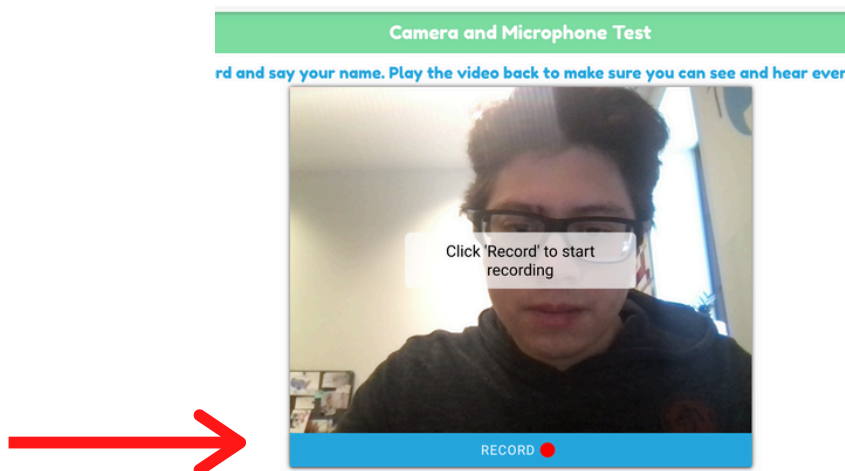 Camera and Microphone Test
rd and say your name. Play the video back to make sure you can see and hear ever
Click 'Record' to start
recording
RECORD